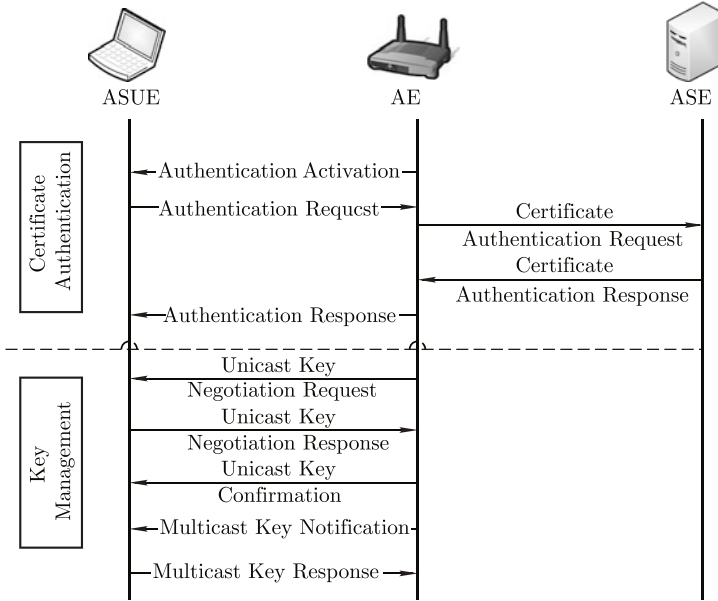 ASUE
AE
ASE
Certificate
Authentication
Authentication Activation
Authentication Requcst
Certificate
Authentication Request
Certificate
Authentication Response
Authentication Response
Key
Management
Unicast Key
Negotiation Request
Unicast Key
Negotiation Response
Unicast Key
Confirmation
Multicast Key Notification
Multicast Key Response